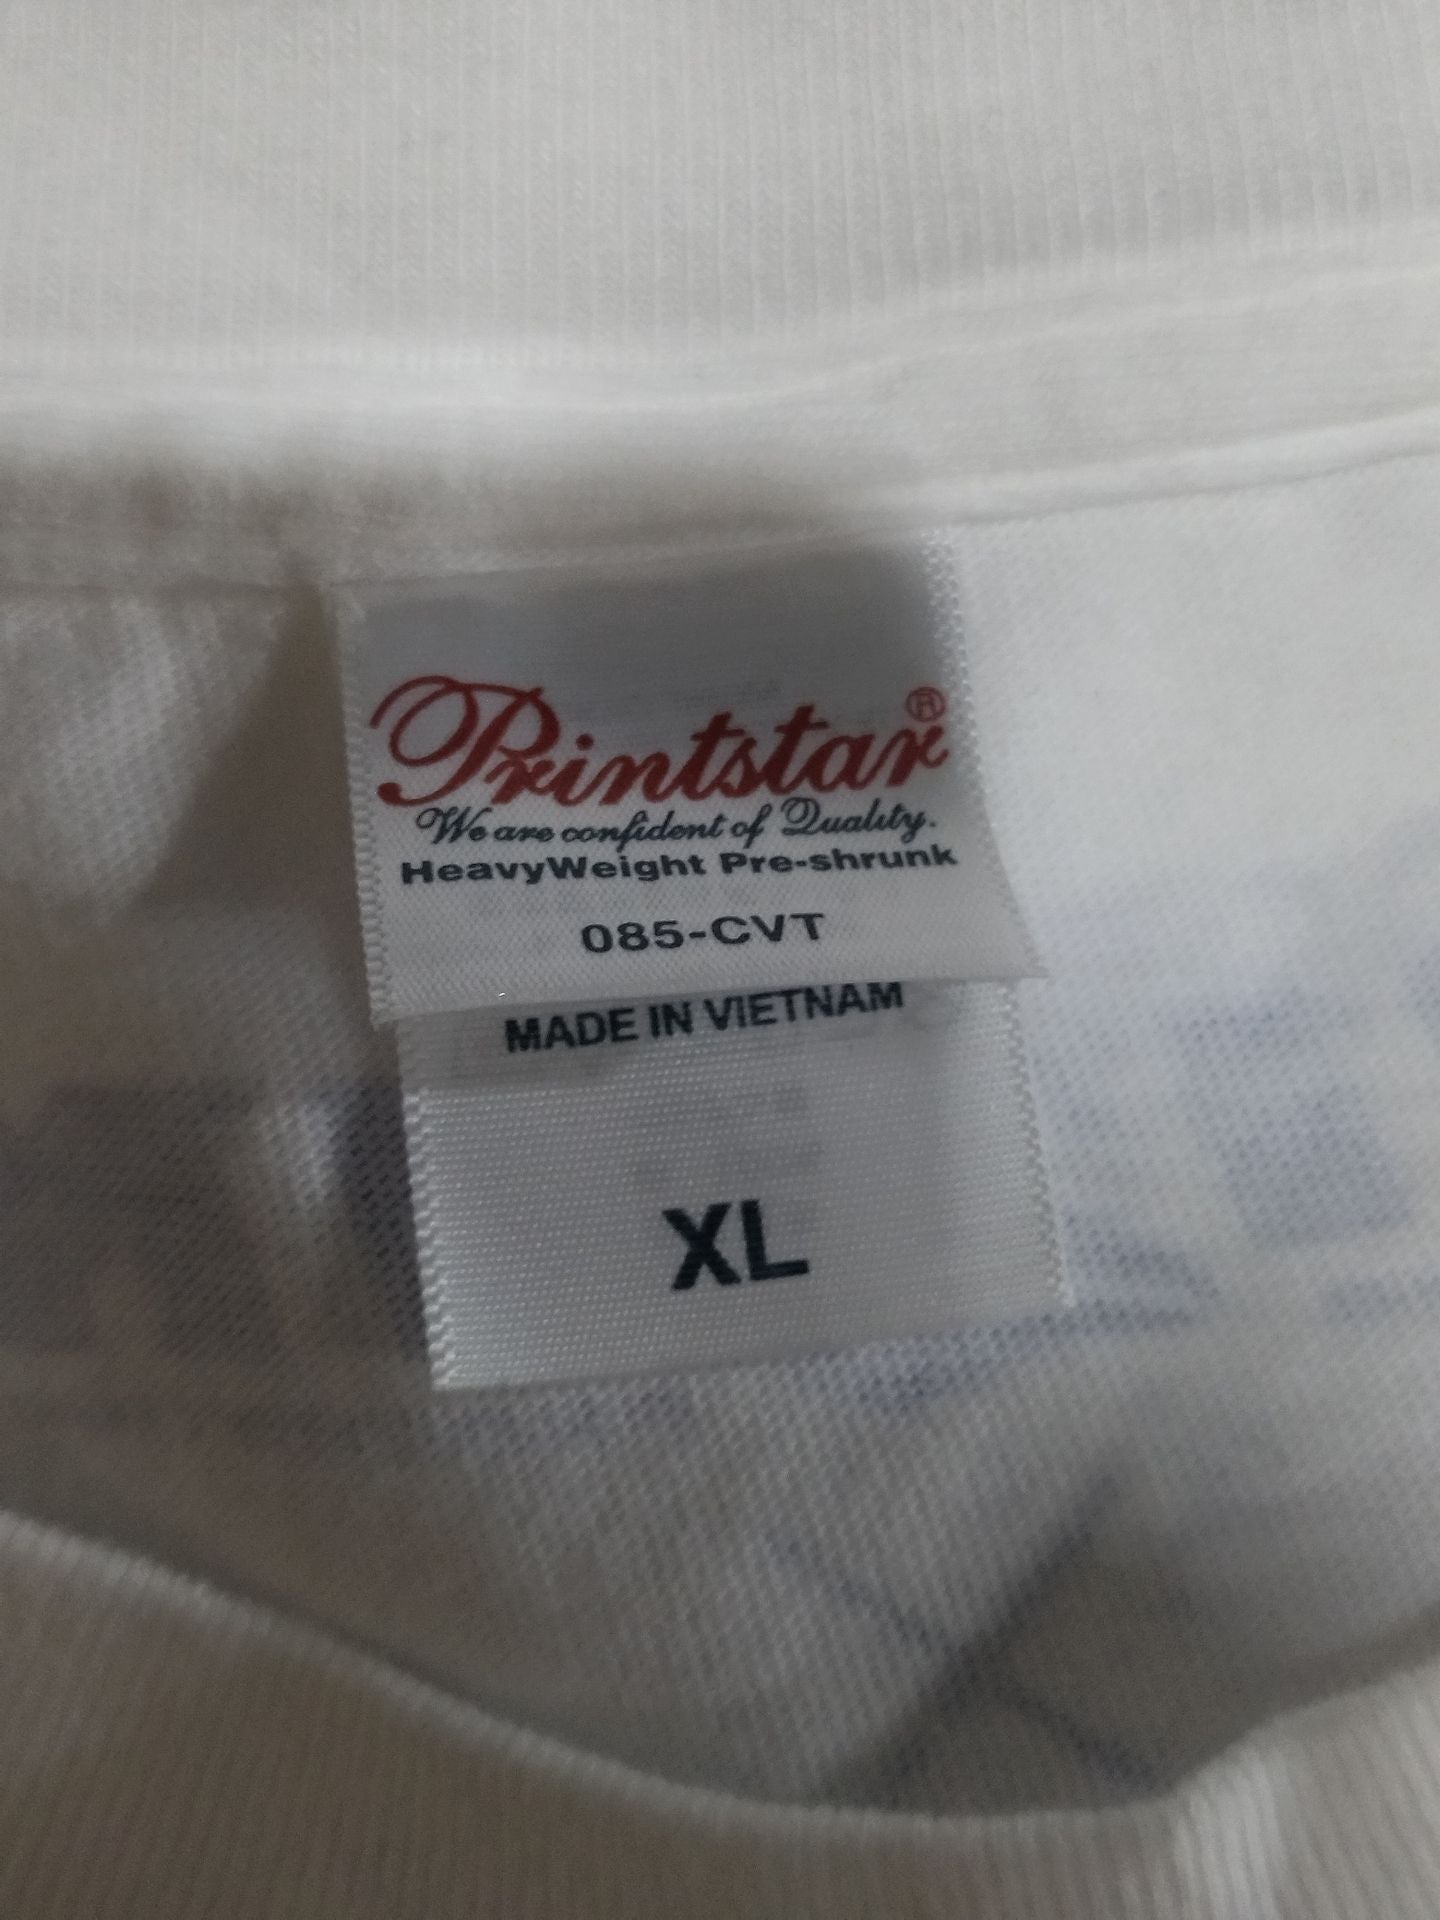 Printstar®
We are confident of Quality.
HeavyWeight Pre-shrunk
085-CVT
MADE IN VIETNAM
XL